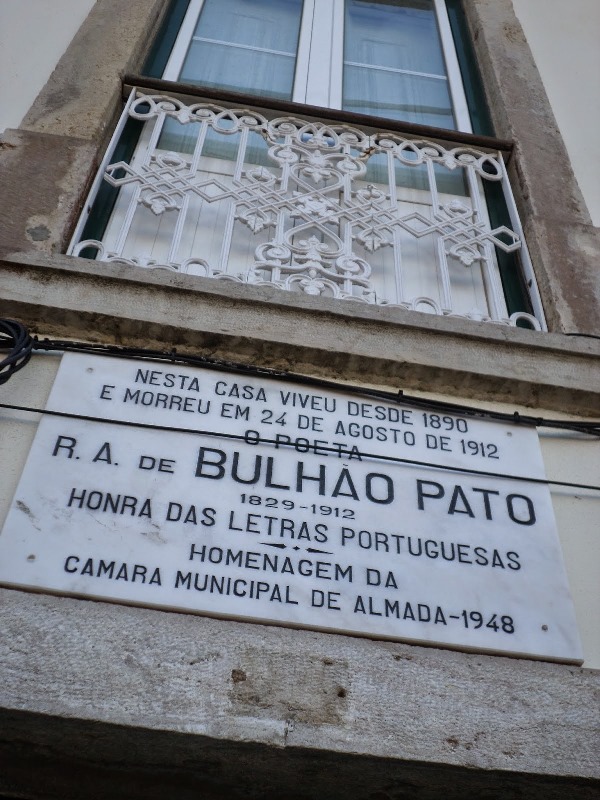 NESTA CASA VIVEU DESDE 1890
E MORREU EM 24 DE AGOSTO DE 1912
O POETA
R. A. DE BULHÃO PATO
1829-1912
HONRA DAS LETRAS PORTUGUESAS
HOMENAGEM DA
CAMARA MUNICIPAL DE ALMADA-1948